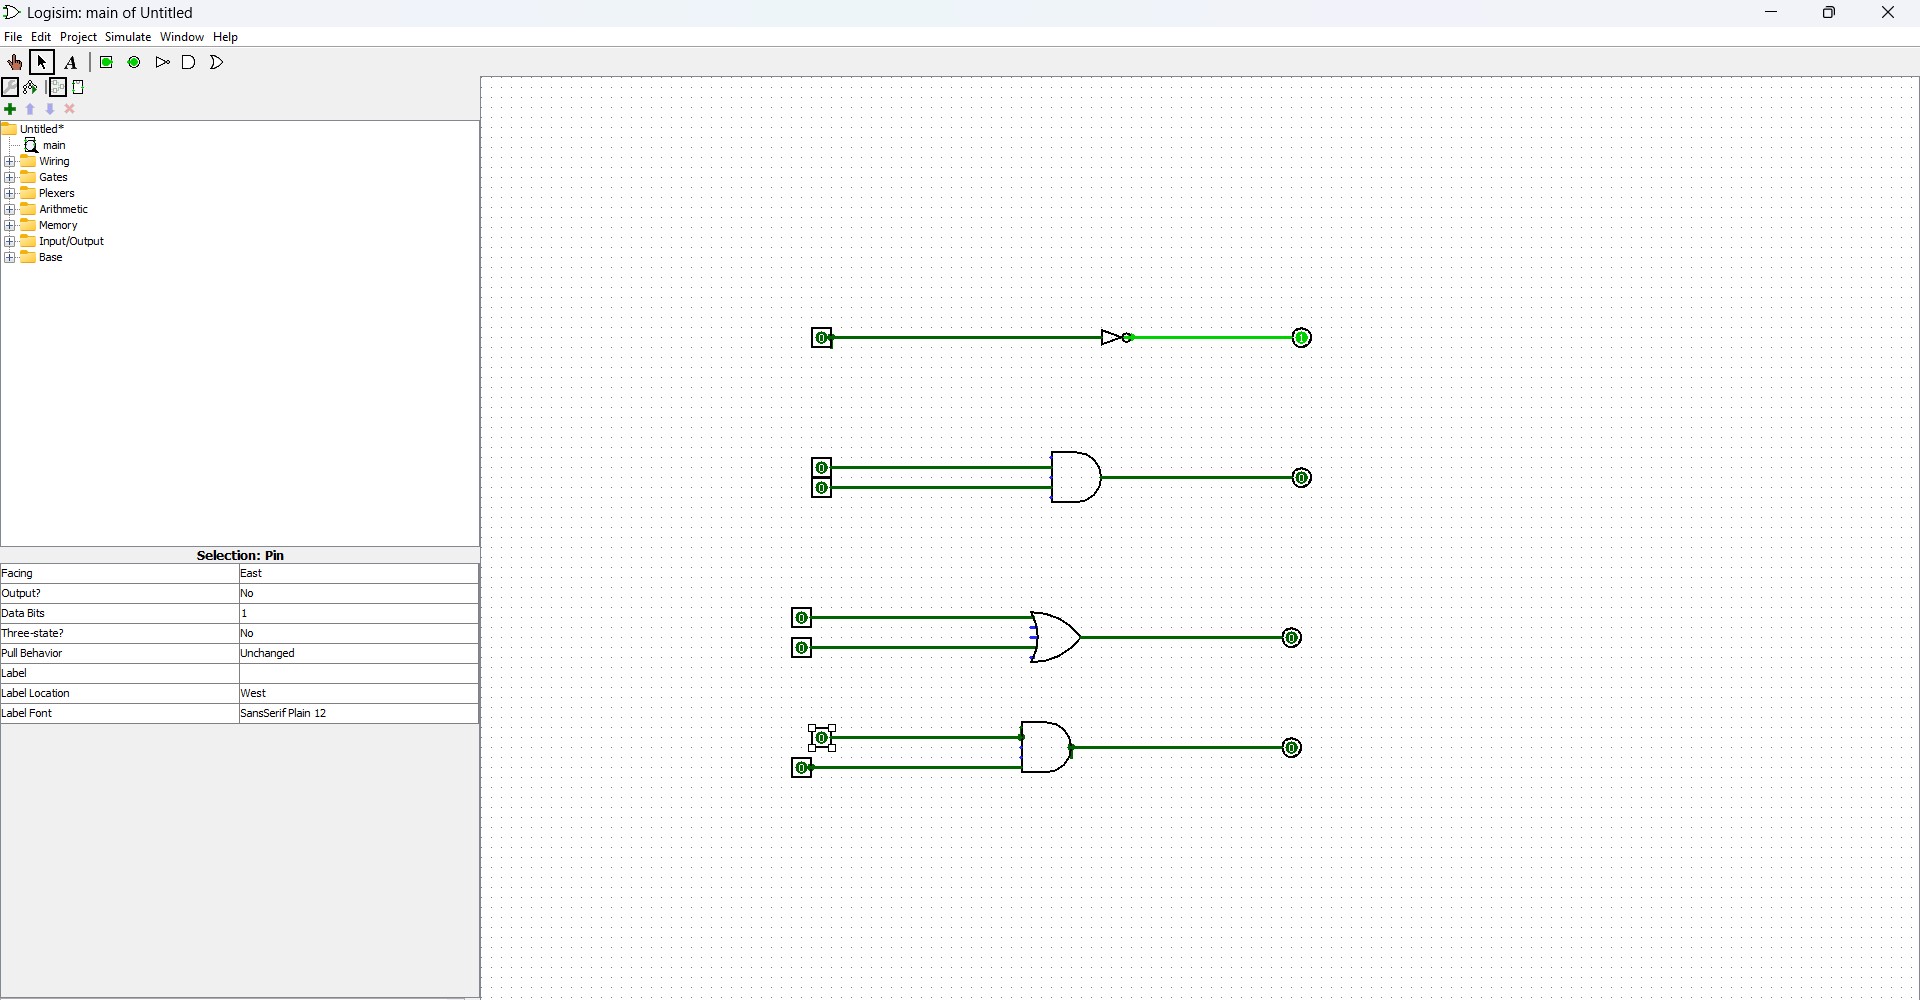 Logisim: main of Untitled
File Edit Project Simulate Window Help
A
Untitled*
main
Wiring
Gates
Plexers
Arithmetic
Memory
Input/Output
Base
Selection: Pin
Facing East
Output? No
Data Bits 1
Three-state? No
Pull Behavior Unchanged
Label
Label Location West
Label Font SansSerif Plain 12
0 1
0 0
0
0 0
0
0 0
0